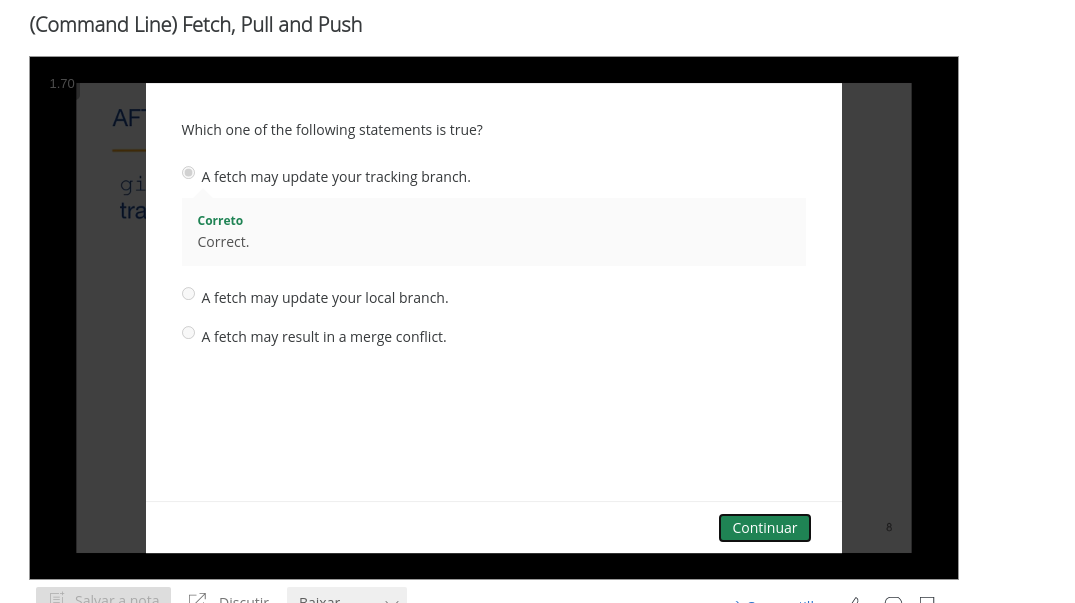 (Command Line) Fetch, Pull and Push
1.70
AF
Which one of the following statements is true?
A fetch may update your tracking branch.
gi
tra
Correto
Correct.
A fetch may update your local branch.
A fetch may result in a merge conflict.
Continuar
8
Salvar a nota
Discutir
Baixar